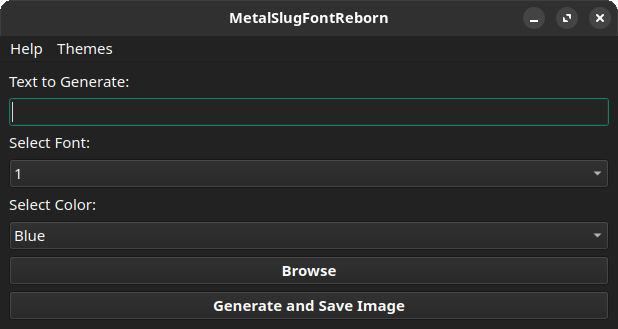 MetalSlugFontReborn
Help Themes
Text to Generate:
Select Font:
1
Select Color:
Blue
Browse
Generate and Save Image